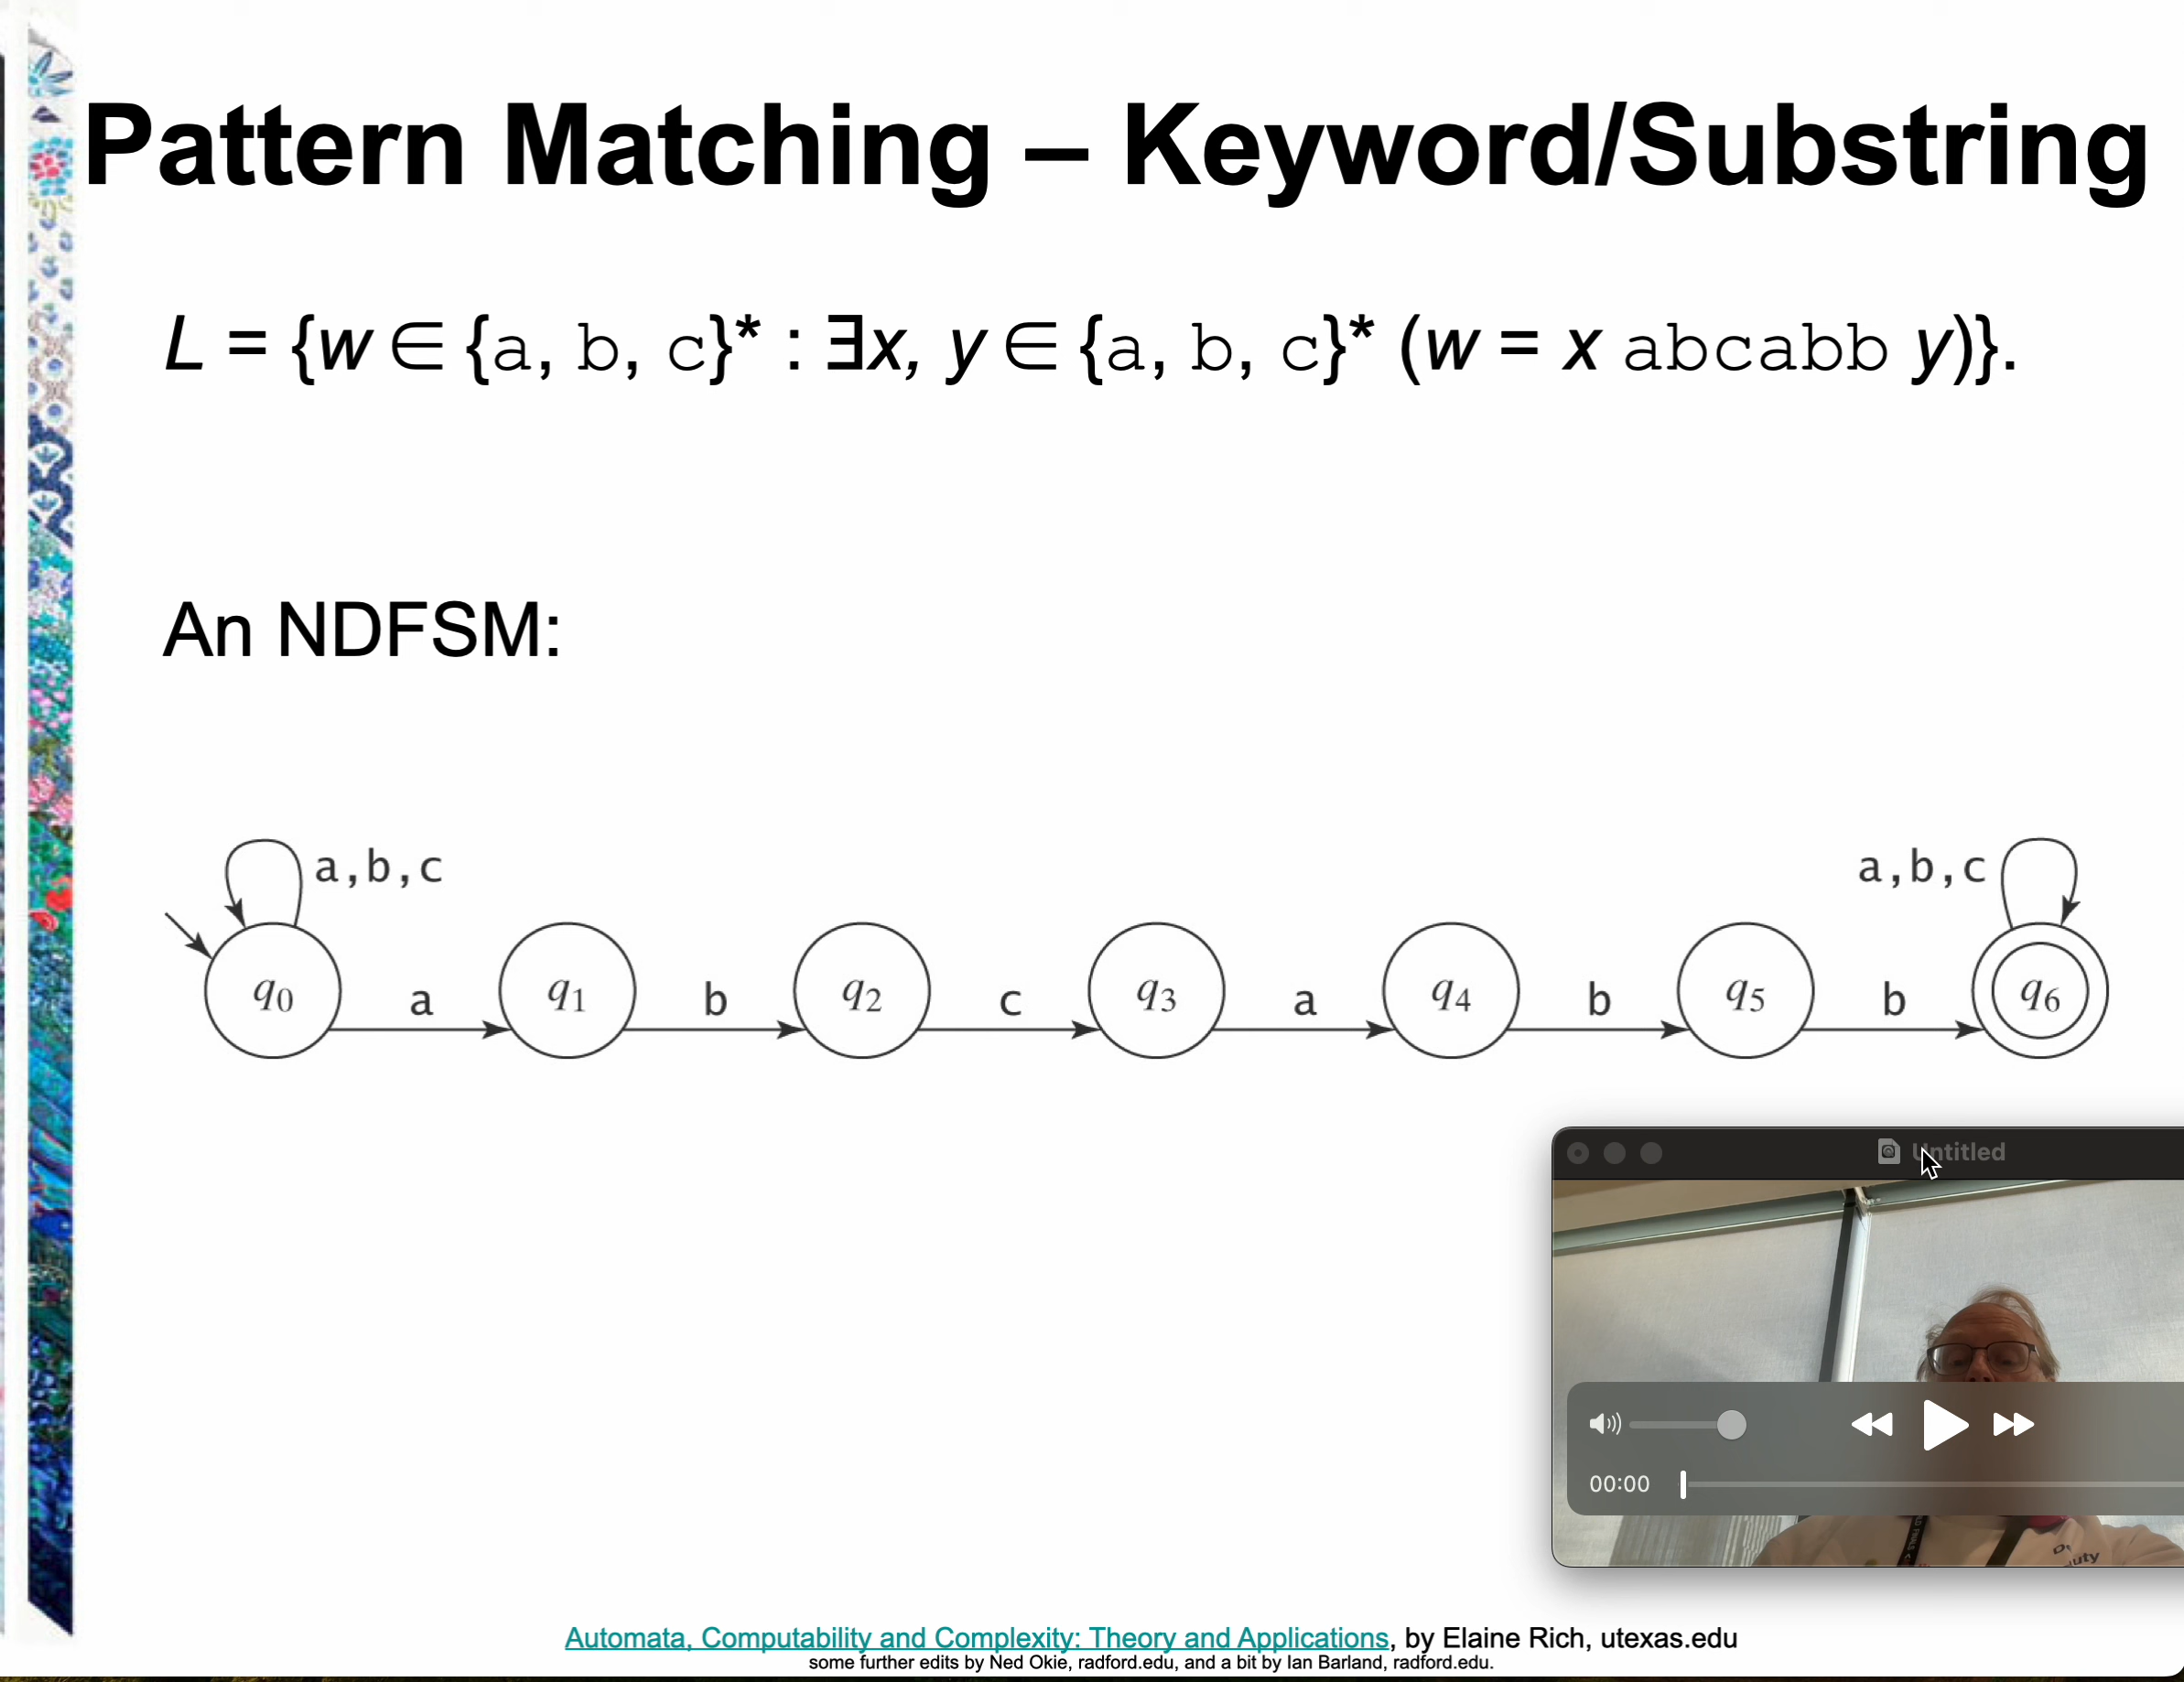 Pattern Matching – Keyword/Substring
L = {w ∈ {a, b, c}* : ∃x, y ∈ {a, b, c}* (w = x abcabb y)}.
An NDFSM:
a,b,c
a,b,c
q0 a q1 b q2 c q3 a q4 b q5 b q6
Untitled
00:00
Automata, Computability and Complexity: Theory and Applications, by Elaine Rich, utexas.edu
some further edits by Ned Okie, radford.edu, and a bit by Ian Barland, radford.edu.